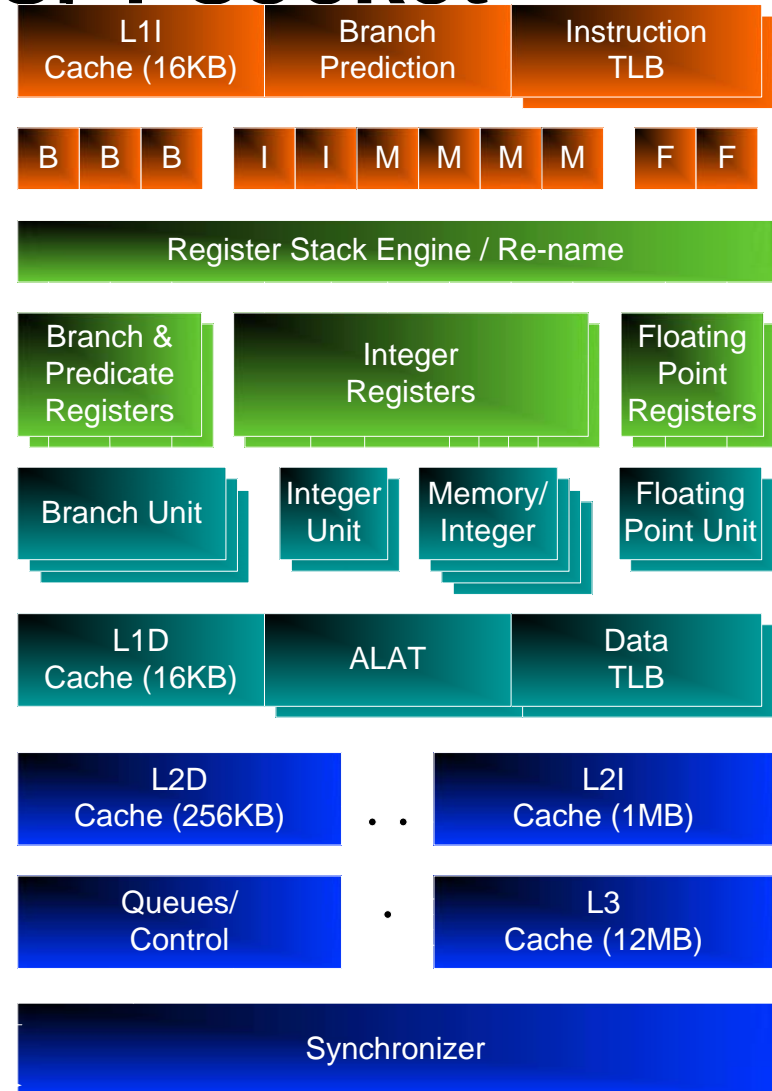 L1I
Cache (16KB)
Branch
Prediction
Instruction
TLB
B B B I I M M M M F F
Register Stack Engine / Re-name
Branch &
Predicate
Registers
Integer
Registers
Floating
Point
Registers
Branch Unit
Integer
Unit
Memory/
Integer
Floating
Point Unit
L1D
Cache (16KB)
ALAT
Data
TLB
L2D
Cache (256KB)
. .
L2I
Cache (1MB)
Queues/
Control
.
L3
Cache (12MB)
Synchronizer